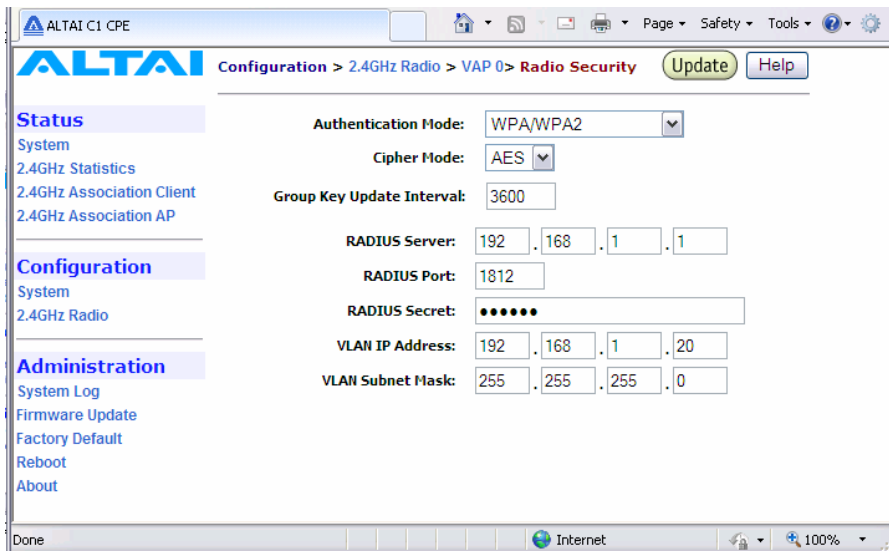 ALTAI C1 CPE
Page Safety Tools
ALTAI
Configuration > 2.4GHz Radio > VAP 0> Radio Security
Update
Help
Status
System
2.4GHz Statistics
2.4GHz Association Client
2.4GHz Association AP
Configuration
System
2.4GHz Radio
Administration
System Log
Firmware Update
Factory Default
Reboot
About
Authentication Mode: WPA/WPA2
Cipher Mode: AES
Group Key Update Interval: 3600
RADIUS Server: 192 . 168 . 1 . 1
RADIUS Port: 1812
RADIUS Secret: ••••••
VLAN IP Address: 192 . 168 . 1 . 20
VLAN Subnet Mask: 255 . 255 . 255 . 0
Done
Internet
100%